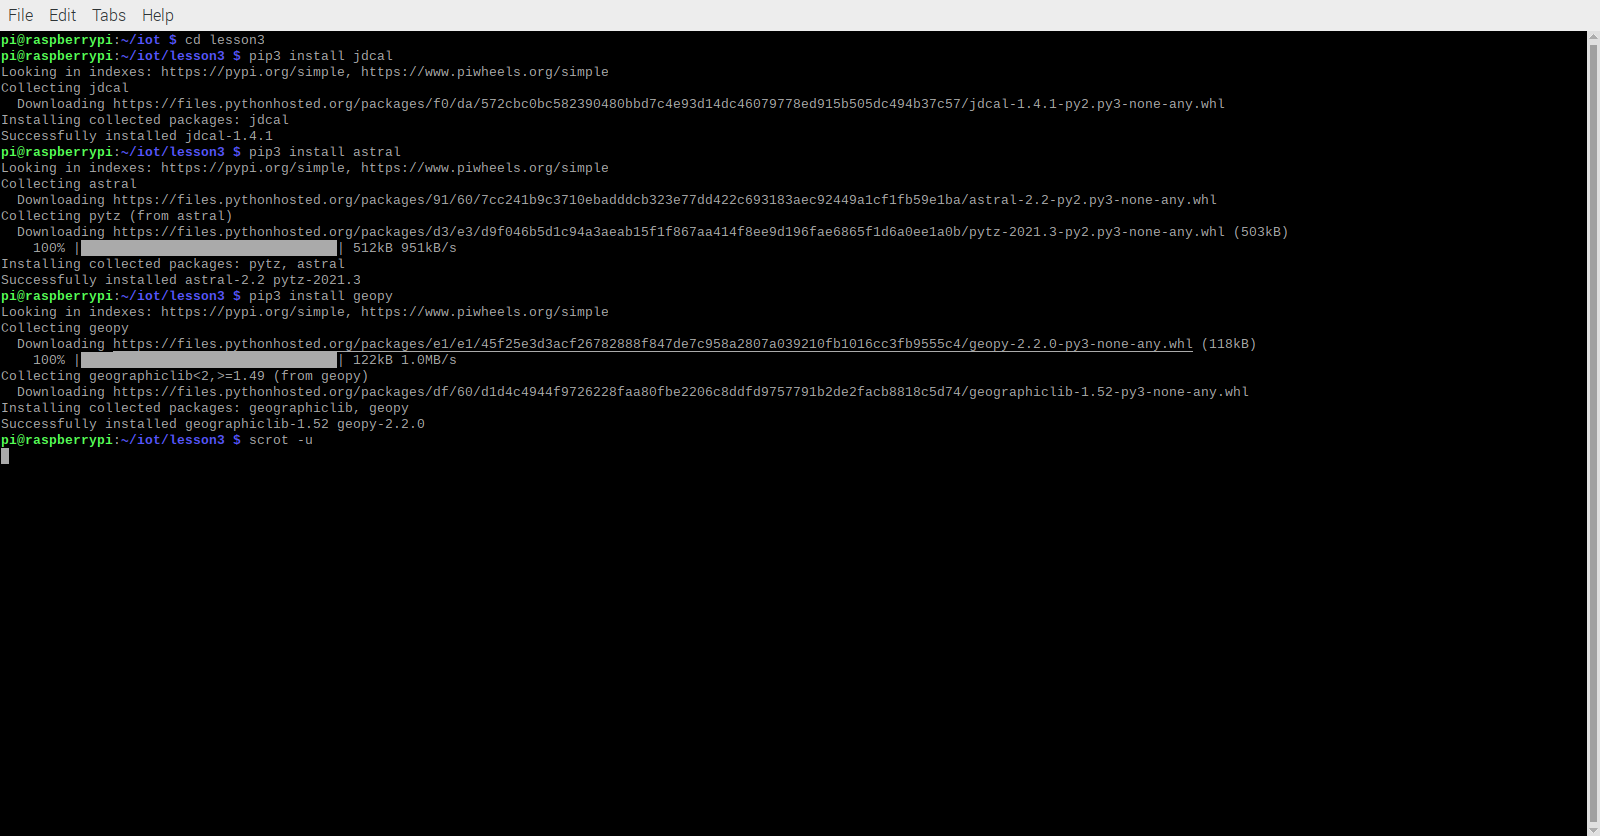 File Edit Tabs Help
pi@raspberrypi:~/iot $ cd lesson3
pi@raspberrypi:~/iot/lesson3 $ pip3 install jdcal
Looking in indexes: https://pypi.org/simple, https://www.piwheels.org/simple
Collecting jdcal
  Downloading https://files.pythonhosted.org/packages/f0/da/572cbc0bc582390480bbd7c4e93d14dc46079778ed915b505dc494b37c57/jdcal-1.4.1-py2.py3-none-any.whl
Installing collected packages: jdcal
Successfully installed jdcal-1.4.1
pi@raspberrypi:~/iot/lesson3 $ pip3 install astral
Looking in indexes: https://pypi.org/simple, https://www.piwheels.org/simple
Collecting astral
  Downloading https://files.pythonhosted.org/packages/91/60/7cc241b9c3710ebadddcb323e77dd422c693183aec92449a1cf1fb59e1ba/astral-2.2-py2.py3-none-any.whl
Collecting pytz (from astral)
  Downloading https://files.pythonhosted.org/packages/d3/e3/d9f046b5d1c94a3aeab15f1f867aa414f8ee9d196fae6865f1d6a0ee1a0b/pytz-2021.3-py2.py3-none-any.whl (503kB)
    100% |████████████████████████████████| 512kB 951kB/s
Installing collected packages: pytz, astral
Successfully installed astral-2.2 pytz-2021.3
pi@raspberrypi:~/iot/lesson3 $ pip3 install geopy
Looking in indexes: https://pypi.org/simple, https://www.piwheels.org/simple
Collecting geopy
  Downloading https://files.pythonhosted.org/packages/e1/e1/45f25e3d3acf26782888f847de7c958a2807a039210fb1016cc3fb9555c4/geopy-2.2.0-py3-none-any.whl (118kB)
    100% |████████████████████████████████| 122kB 1.0MB/s
Collecting geographiclib<2,>=1.49 (from geopy)
  Downloading https://files.pythonhosted.org/packages/df/60/d1d4c4944f9726228faa80fbe2206c8ddfd9757791b2de2facb8818c5d74/geographiclib-1.52-py3-none-any.whl
Installing collected packages: geographiclib, geopy
Successfully installed geographiclib-1.52 geopy-2.2.0
pi@raspberrypi:~/iot/lesson3 $ scrot -u